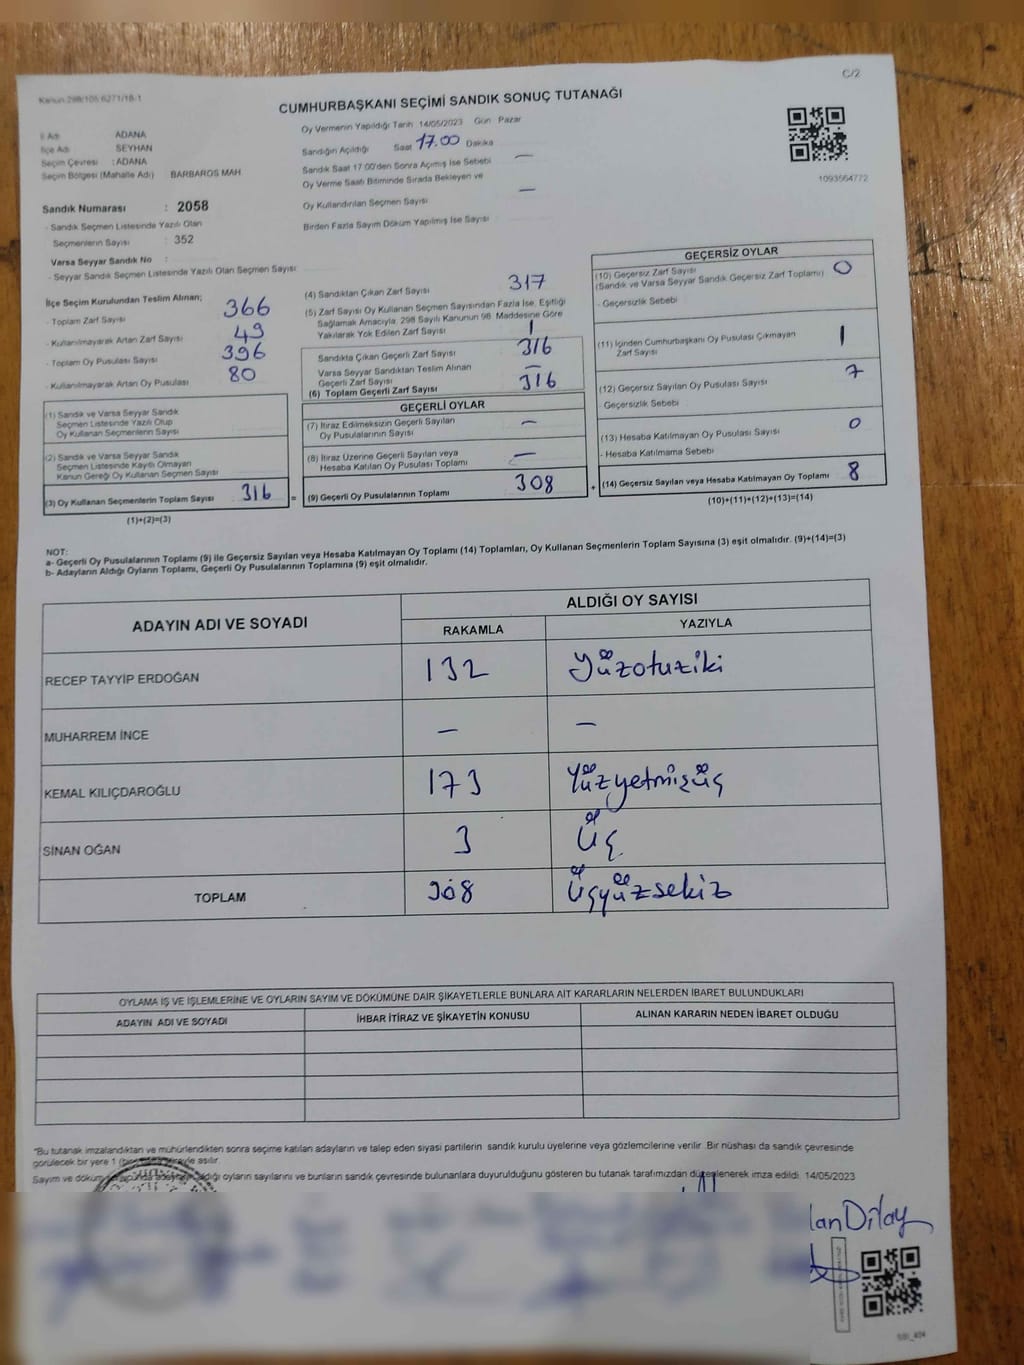 C/2
Kanun:298/105 6271/18-1
CUMHURBAŞKANI SEÇİMİ SANDIK SONUÇ TUTANAĞI
İl Adı : ADANA
İlçe Adı : SEYHAN
Seçim Çevresi : ADANA
Seçim Bölgesi (Mahalle Adı) BARBAROS MAH
Sandık Numarası : 2058
- Sandık Seçmen Listesinde Yazılı Olan
Seçmenlerin Sayısı : 352
Varsa Seyyar Sandık No :
- Seyyar Sandık Seçmen Listesinde Yazılı Olan Seçmen Sayısı
Oy Vermenin Yapıldığı Tarih 14/05/2023 Gün Pazar
Sandığın Açıldığı Saat 17.00 Dakika
Sandık Saat 17:00'den Sonra Açılmış İse Sebebi —
Oy Verme Saati Bitiminde Sırada Bekleyen ve
Oy Kullandırılan Seçmen Sayısı —
Birden Fazla Sayım Döküm Yapılmış İse Sayısı
1093564772
İlçe Seçim Kurulundan Teslim Alınan;
- Toplam Zarf Sayısı 366
- Kullanılmayarak Artan Zarf Sayısı 49
- Toplam Oy Pusulası Sayısı 396
- Kullanılmayarak Artan Oy Pusulası 80
(1) Sandık ve Varsa Seyyar Sandık
Seçmen Listesinde Yazılı Olup
Oy Kullanan Seçmenlerin Sayısı
(2) Sandık ve Varsa Seyyar Sandık
Seçmen Listesinde Kayıtlı Olmayan
Kanun Gereği Oy Kullanan Seçmen Sayısı
(3) Oy Kullanan Seçmenlerin Toplam Sayısı 316 =
(1)+(2)=(3)
(4) Sandıktan Çıkan Zarf Sayısı 317
(5) Zarf Sayısı Oy Kullanan Seçmen Sayısından Fazla İse, Eşitliği
Sağlamak Amacıyla, 298 Sayılı Kanunun 98. Maddesine Göre
Yakılarak Yok Edilen Zarf Sayısı 1
Sandıkta Çıkan Geçerli Zarf Sayısı 316
Varsa Seyyar Sandıktan Teslim Alınan
Geçerli Zarf Sayısı —
(6) Toplam Geçerli Zarf Sayısı 316
GEÇERLİ OYLAR
(7) İtiraz Edilmeksizin Geçerli Sayılan
Oy Pusulalarının Sayısı —
(8) İtiraz Üzerine Geçerli Sayılan veya
Hesaba Katılan Oy Pusulası Toplamı —
(9) Geçerli Oy Pusulalarının Toplamı 308 +
GEÇERSİZ OYLAR
(10) Geçersiz Zarf Sayısı 0
(Sandık ve Varsa Seyyar Sandık Geçersiz Zarf Toplamı)
- Geçersizlik Sebebi
(11) İçinden Cumhurbaşkanı Oy Pusulası Çıkmayan
Zarf Sayısı 1
(12) Geçersiz Sayılan Oy Pusulası Sayısı 7
Geçersizlik Sebebi
(13) Hesaba Katılmayan Oy Pusulası Sayısı 0
- Hesaba Katılmama Sebebi
(14) Geçersiz Sayılan veya Hesaba Katılmayan Oy Toplamı 8
(10)+(11)+(12)+(13)=(14)
NOT:
a- Geçerli Oy Pusulalarının Toplamı (9) ile Geçersiz Sayılan veya Hesaba Katılmayan Oy Toplamı (14) Toplamları, Oy Kullanan Seçmenlerin Toplam Sayısına (3) eşit olmalıdır. (9)+(14)=(3)
b- Adayların Aldığı Oyların Toplamı, Geçerli Oy Pusulalarının Toplamına (9) eşit olmalıdır.
ADAYIN ADI VE SOYADI ALDIĞI OY SAYISI
RAKAMLA YAZIYLA
RECEP TAYYİP ERDOĞAN 132 Yüzotuziki
MUHARREM İNCE — —
KEMAL KILIÇDAROĞLU 173 Yüzyetmişüç
SİNAN OĞAN 3 Üç
TOPLAM 308 Üçyüzsekiz
OYLAMA İŞ VE İŞLEMLERİNE VE OYLARIN SAYIM VE DÖKÜMÜNE DAİR ŞİKAYETLERLE BUNLARA AİT KARARLARIN NELERDEN İBARET BULUNDUKLARI
ADAYIN ADI VE SOYADI İHBAR İTİRAZ VE ŞİKAYETİN KONUSU ALINAN KARARIN NEDEN İBARET OLDUĞU
*Bu tutanak imzalandıktan ve mühürlendikten sonra seçime katılan adayların ve talep eden siyasi partilerin sandık kurulu üyelerine veya gözlemcilerine verilir. Bir nüshası da sandık çevresinde
görülecek bir yere 1 asılır.
Sayım ve döküm aldığı oyların sayılarını ve bunların sandık çevresinde bulunanlara duyurulduğunu gösteren bu tutanak tarafımızdan düzenlenerek imza edildi. 14/05/2023
lan Dilay